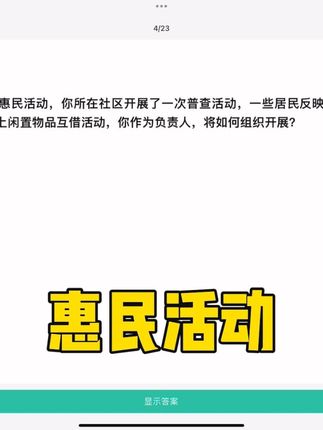 4/23
惠民活动，你所在社区开展了一次普查活动，一些居民反映
上闲置物品互借活动，你作为负责人，将如何组织开展？
惠民活动
显示答案